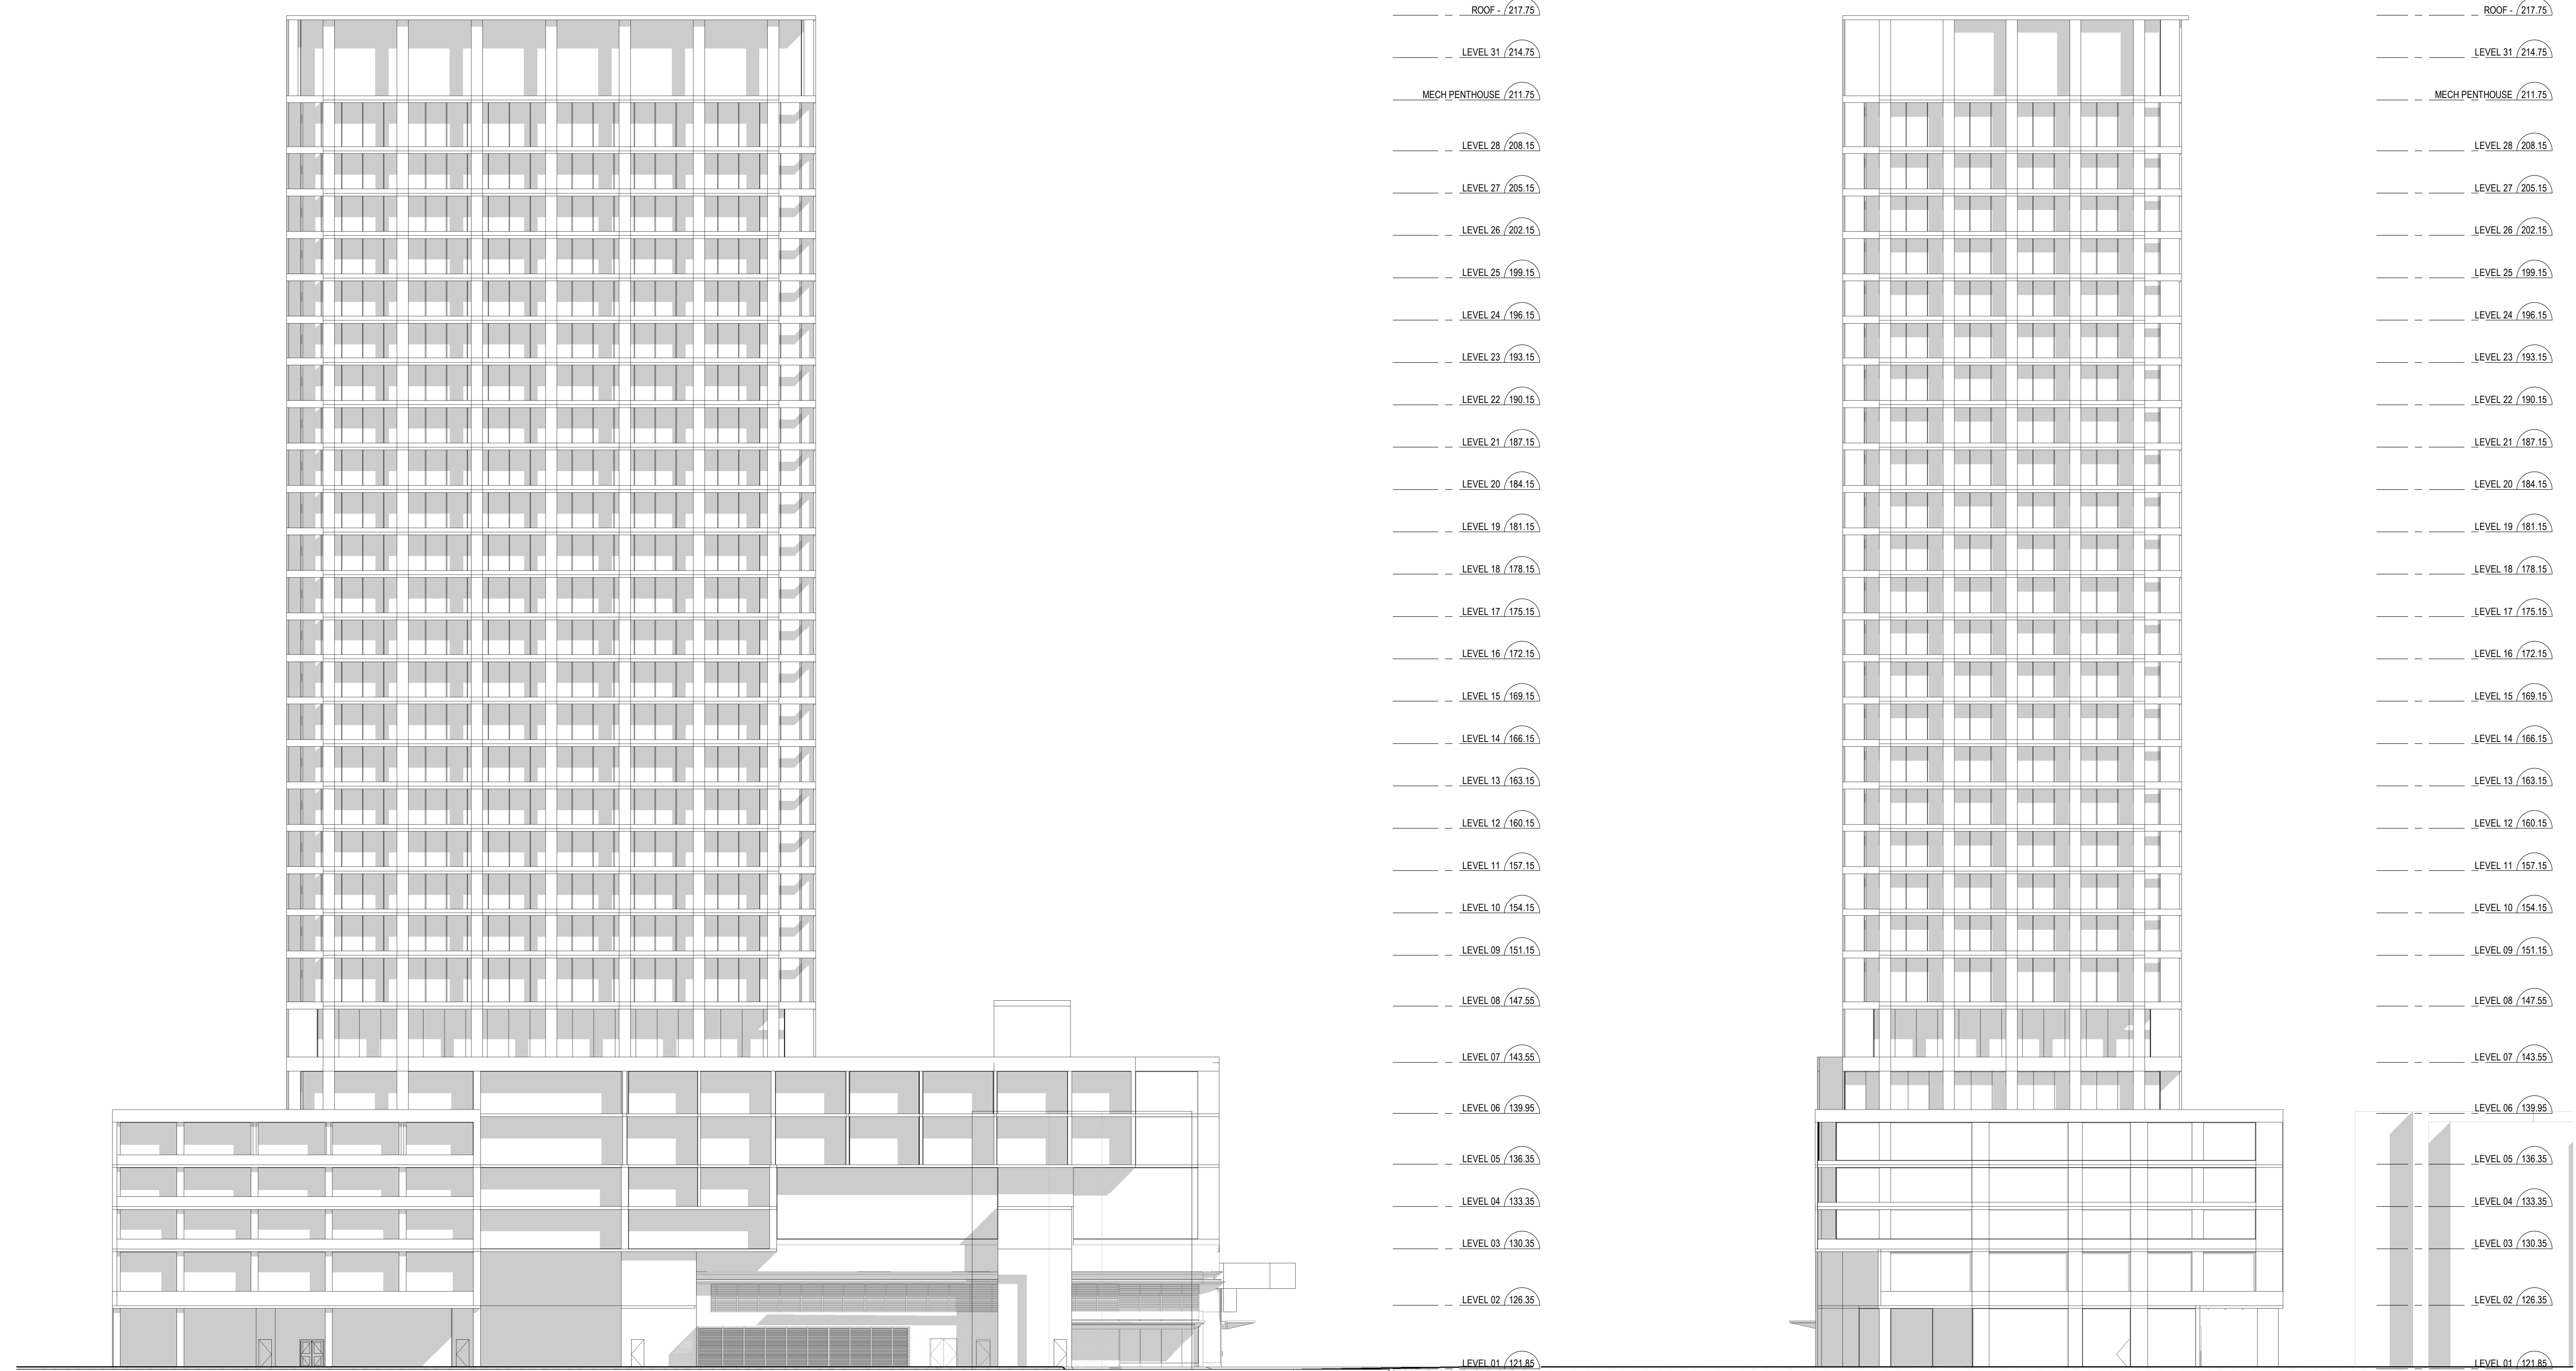 ROOF - 217.75
LEVEL 31 214.75
MECH PENTHOUSE 211.75
LEVEL 28 208.15
LEVEL 27 205.15
LEVEL 26 202.15
LEVEL 25 199.15
LEVEL 24 196.15
LEVEL 23 193.15
LEVEL 22 190.15
LEVEL 21 187.15
LEVEL 20 184.15
LEVEL 19 181.15
LEVEL 18 178.15
LEVEL 17 175.15
LEVEL 16 172.15
LEVEL 15 169.15
LEVEL 14 166.15
LEVEL 13 163.15
LEVEL 12 160.15
LEVEL 11 157.15
LEVEL 10 154.15
LEVEL 09 151.15
LEVEL 08 147.55
LEVEL 07 143.55
LEVEL 06 139.95
LEVEL 05 136.35
LEVEL 04 133.35
LEVEL 03 130.35
LEVEL 02 126.35
LEVEL 01 121.85
ROOF - 217.75
LEVEL 31 214.75
MECH PENTHOUSE 211.75
LEVEL 28 208.15
LEVEL 27 205.15
LEVEL 26 202.15
LEVEL 25 199.15
LEVEL 24 196.15
LEVEL 23 193.15
LEVEL 22 190.15
LEVEL 21 187.15
LEVEL 20 184.15
LEVEL 19 181.15
LEVEL 18 178.15
LEVEL 17 175.15
LEVEL 16 172.15
LEVEL 15 169.15
LEVEL 14 166.15
LEVEL 13 163.15
LEVEL 12 160.15
LEVEL 11 157.15
LEVEL 10 154.15
LEVEL 09 151.15
LEVEL 08 147.55
LEVEL 07 143.55
LEVEL 06 139.95
LEVEL 05 136.35
LEVEL 04 133.35
LEVEL 03 130.35
LEVEL 02 126.35
LEVEL 01 121.85